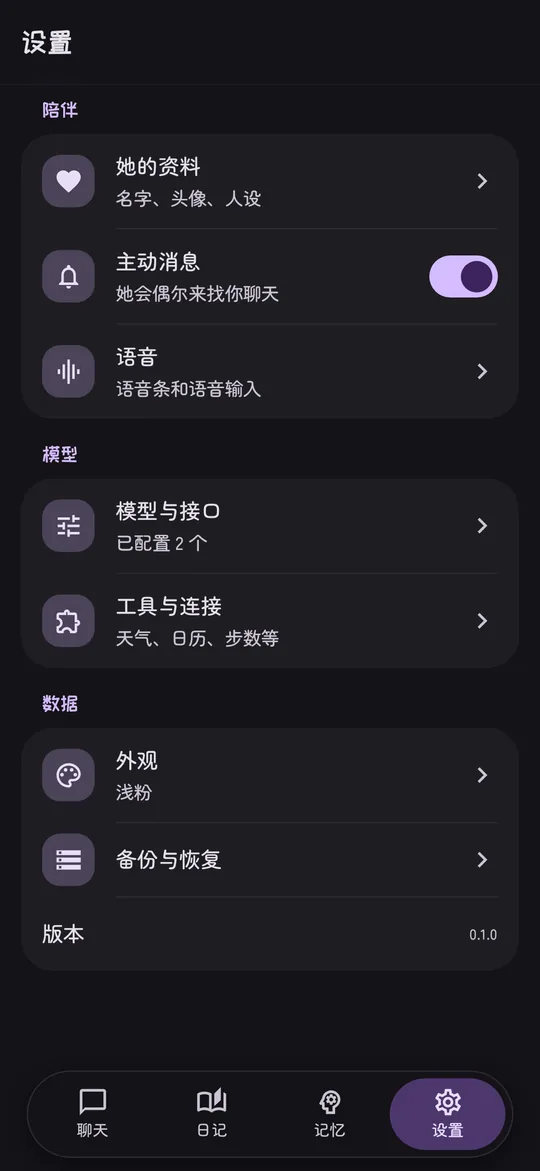 设置
陪伴
她的资料
名字、头像、人设
主动消息
她会偶尔来找你聊天
语音
语音条和语音输入
模型
模型与接口
已配置 2 个
工具与连接
天气、日历、步数等
数据
外观
浅粉
备份与恢复
版本
0.1.0
聊天
日记
记忆
设置